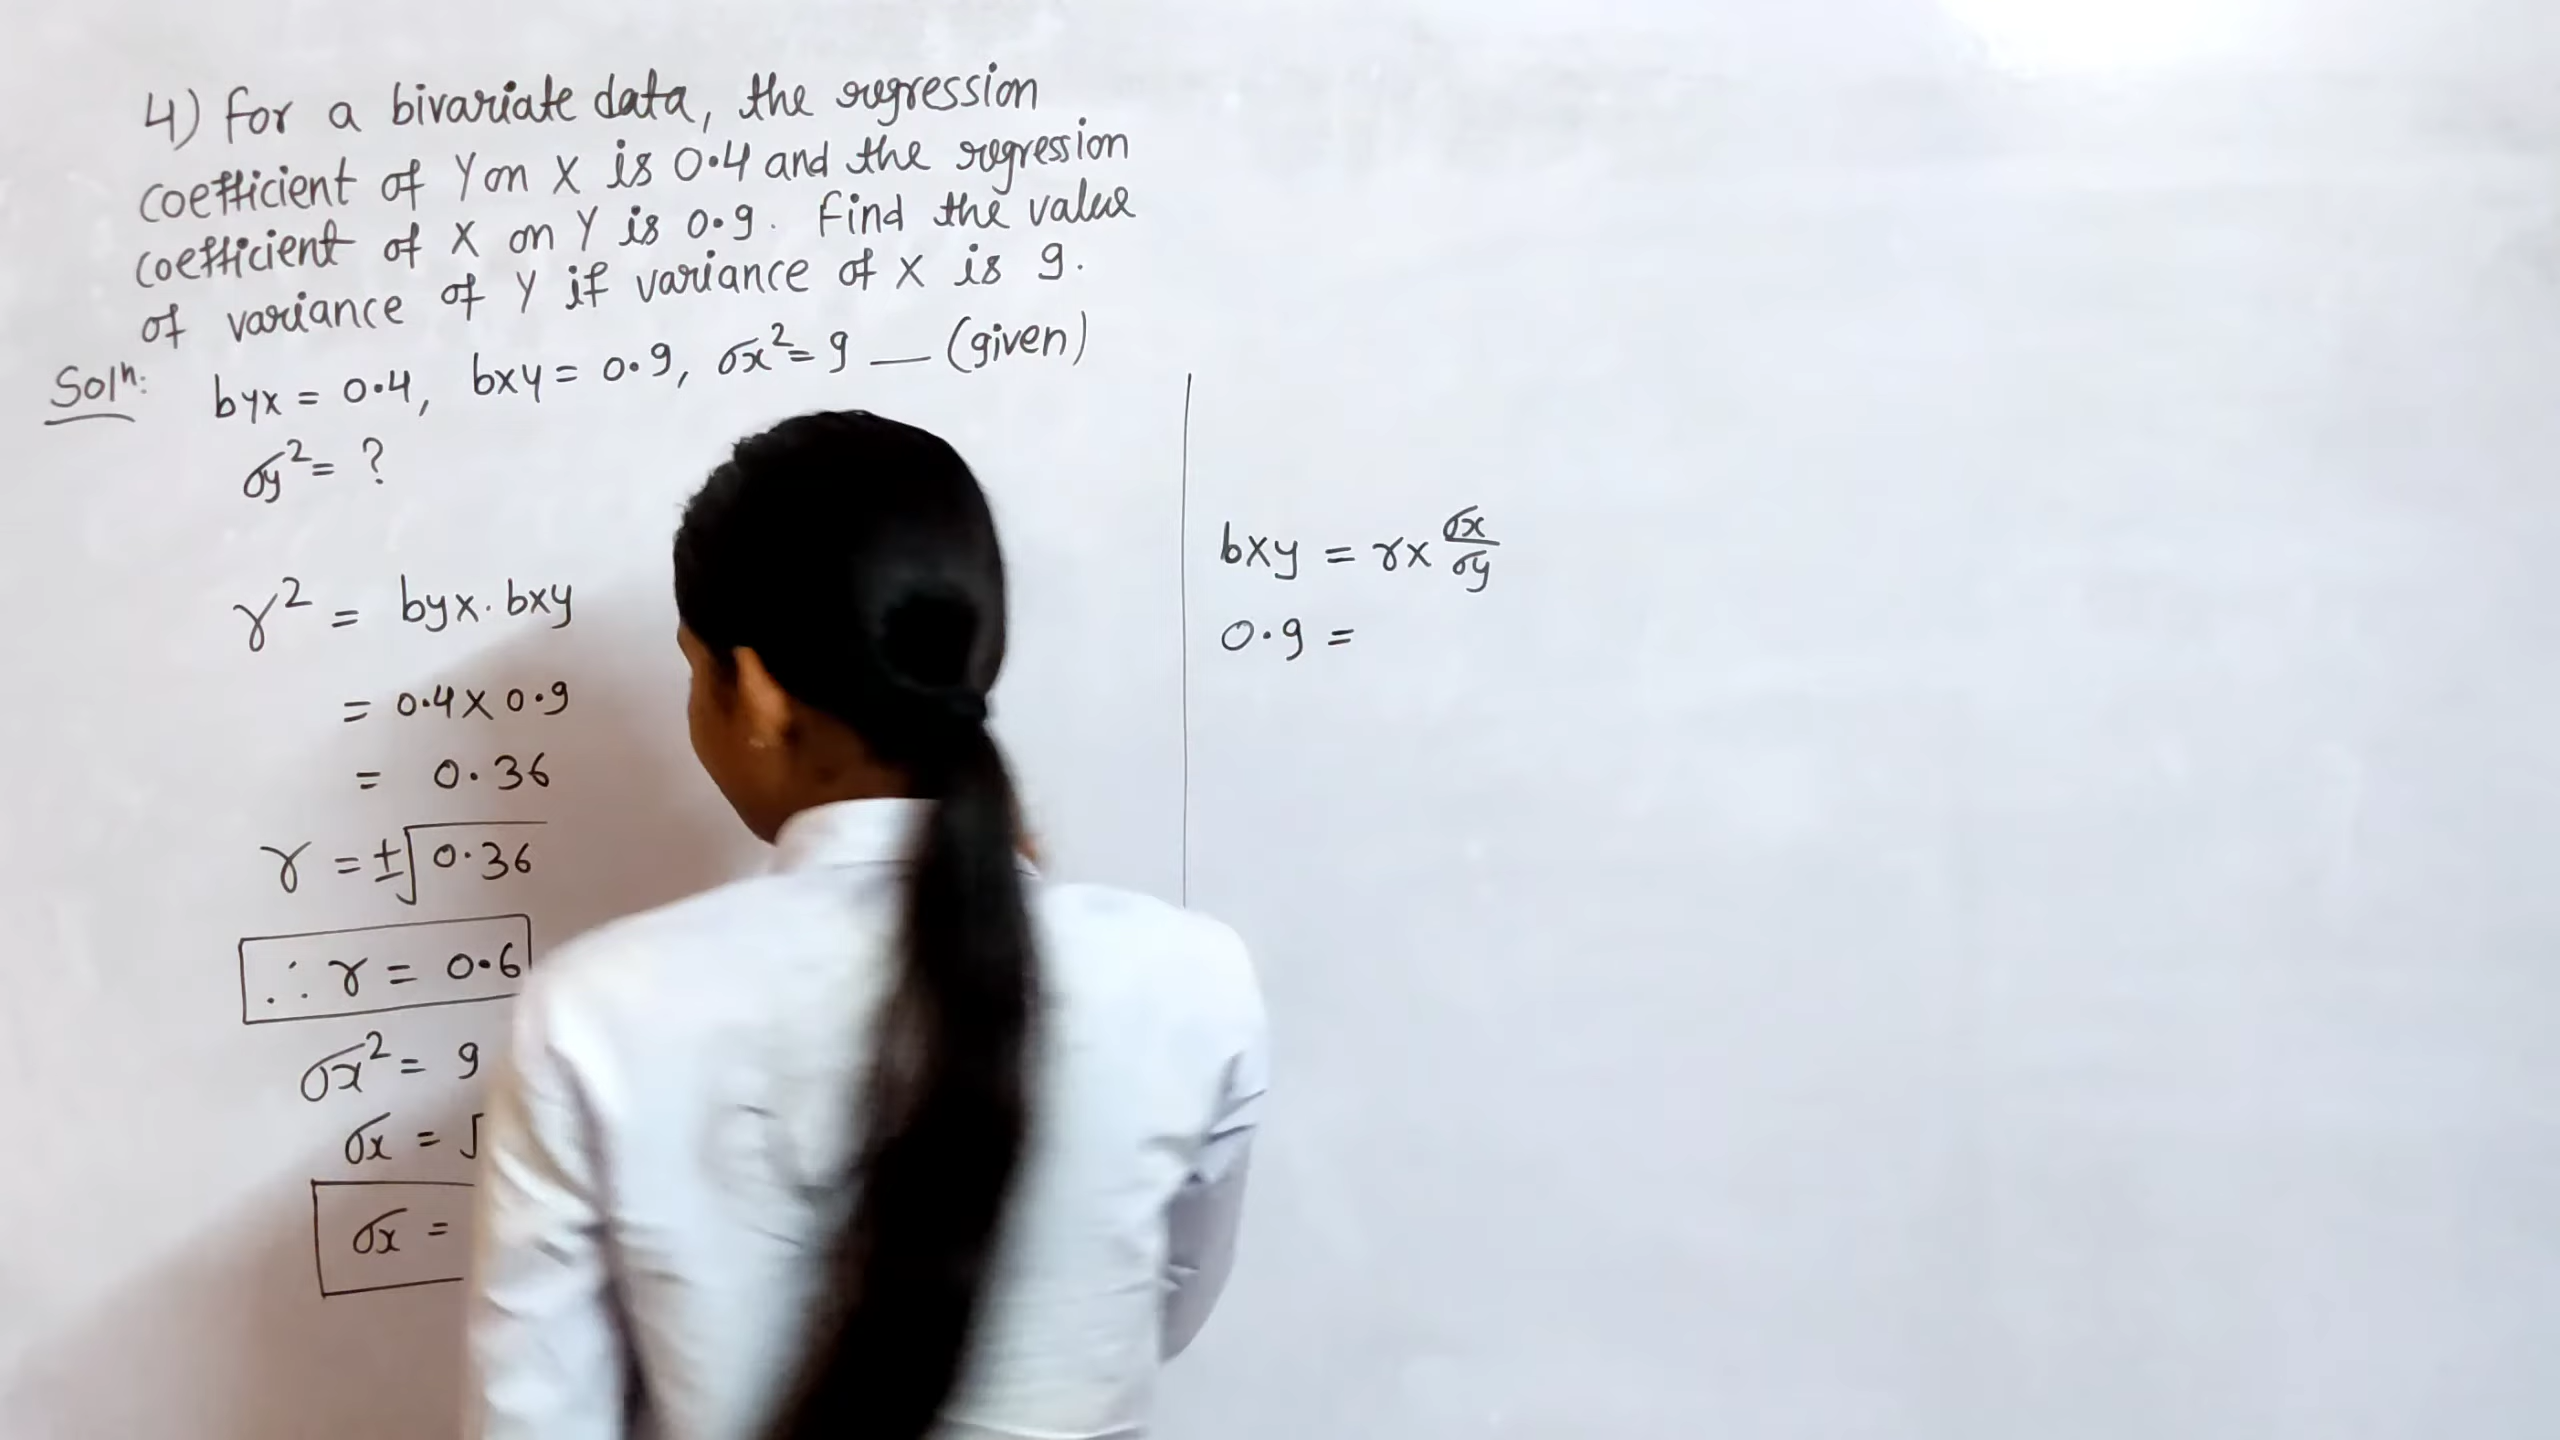 4) For a bivariate data, the regression
coefficient of Y on X is 0.4 and the regression
coefficient of X on Y is 0.9. Find the value
of variance of Y if variance of X is 9.
Solⁿ: byx = 0.4, bxy = 0.9, σx² = 9 — (given)
σy² = ?
r² = byx . bxy
= 0.4 x 0.9
= 0.36
r = ±√0.36
∴ r = 0.6
σx² = 9
σx = √
σx =
bxy = r x σx/σy
0.9 =